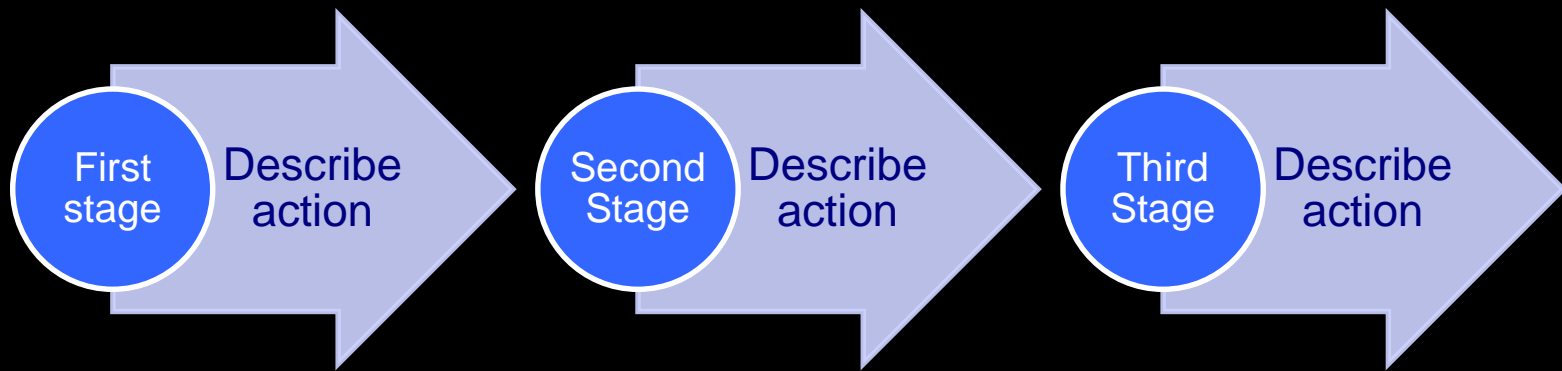 First
stage
Describe
action
Second
Stage
Describe
action
Third
Stage
Describe
action